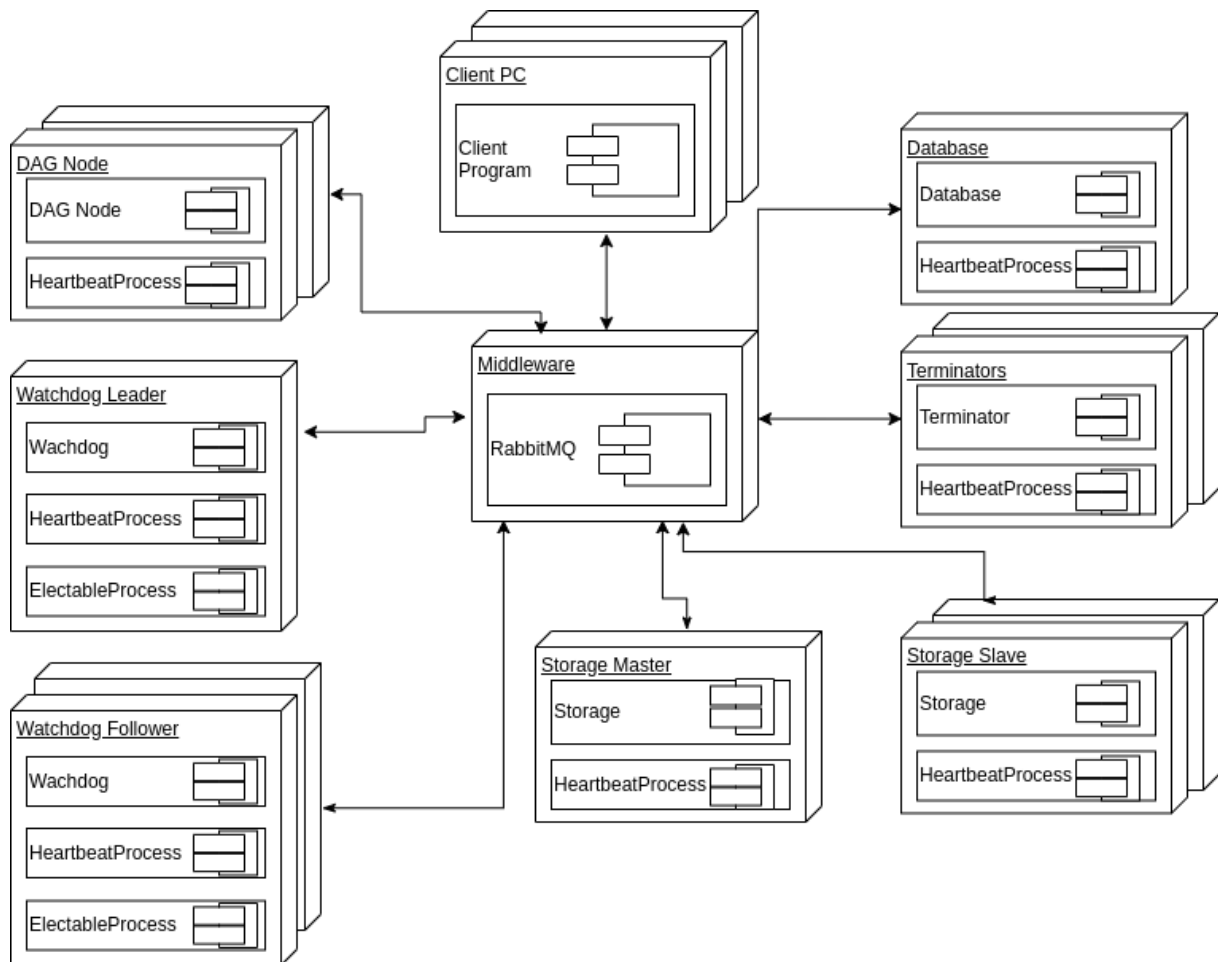 Client PC
Client
Program
DAG Node
DAG Node
HeartbeatProcess
Database
Database
HeartbeatProcess
Middleware
RabbitMQ
Watchdog Leader
Wachdog
HeartbeatProcess
ElectableProcess
Terminators
Terminator
HeartbeatProcess
Watchdog Follower
Wachdog
HeartbeatProcess
ElectableProcess
Storage Master
Storage
HeartbeatProcess
Storage Slave
Storage
HeartbeatProcess